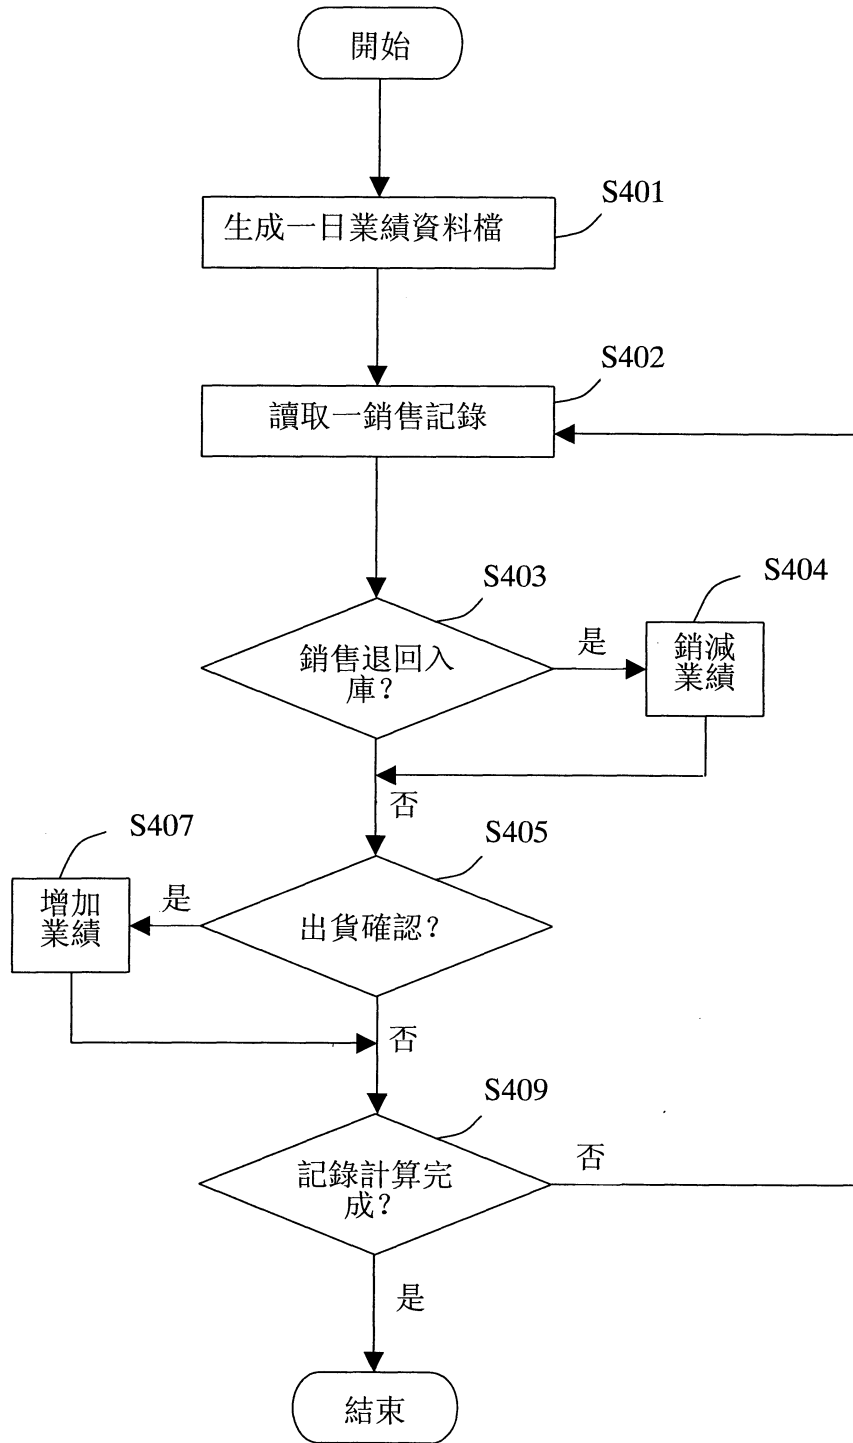 開始
S401
生成一日業績資料檔
S402
讀取一銷售記錄
S403
S404
銷售退回入
庫？
是
銷減
業績
否
S407
S405
增加
業績
是
出貨確認？
否
S409
記錄計算完
成？
否
是
結束